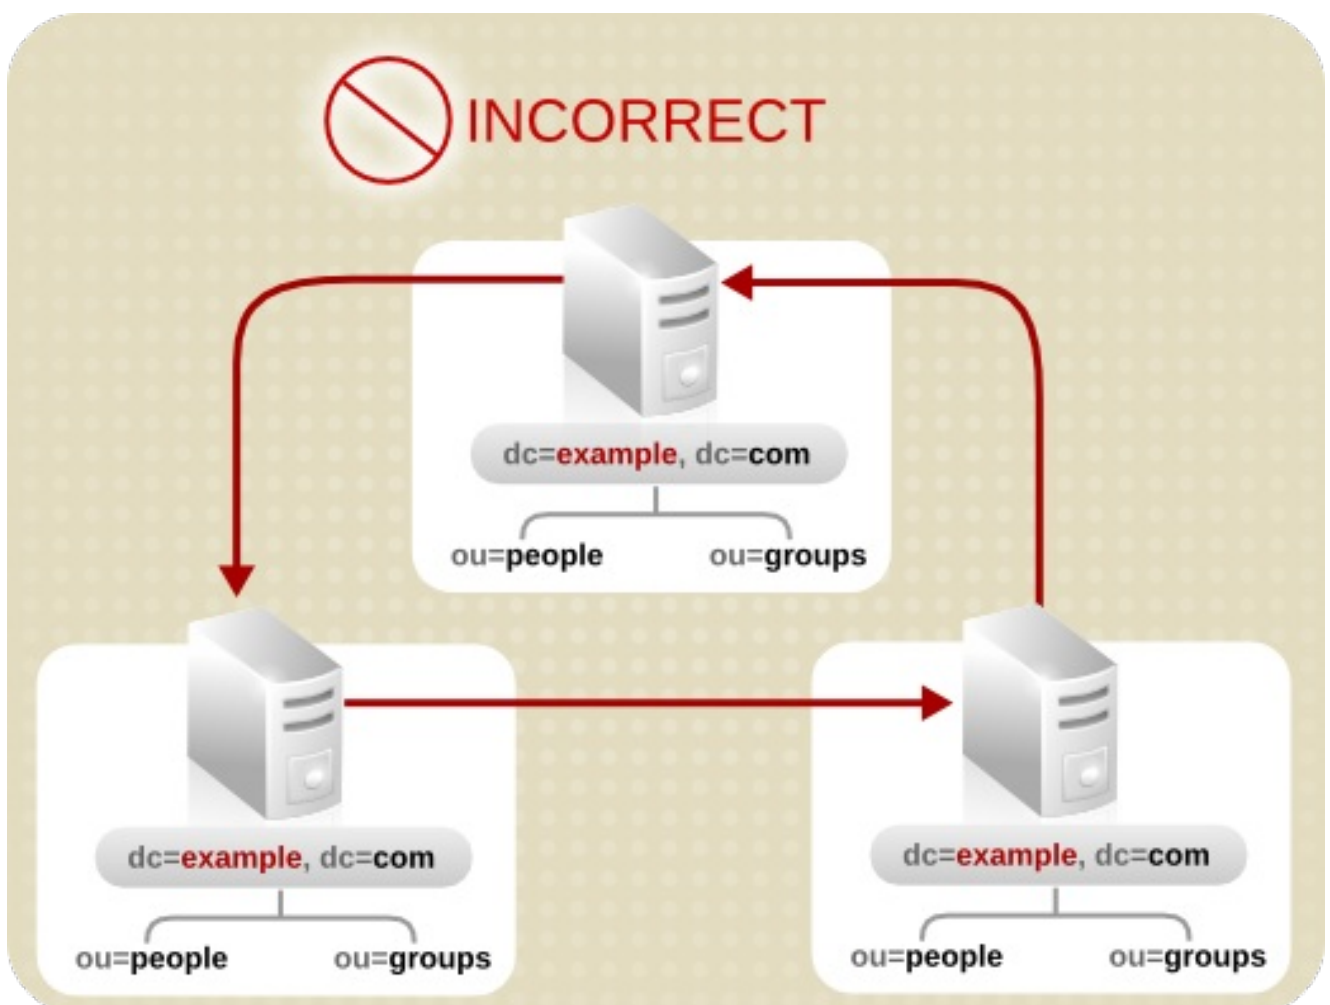 INCORRECT
dc=example, dc=com
ou=people
ou=groups
dc=example, dc=com
ou=people
ou=groups
dc=example, dc=com
ou=people
ou=groups